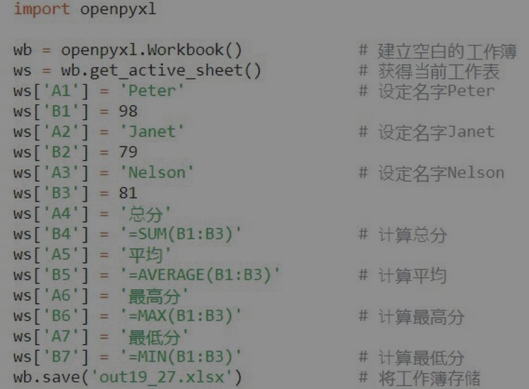 import openpyxl
wb = openpyxl.Workbook() # 建立空白的工作簿
ws = wb.get_active_sheet() # 获得当前工作表
ws['A1'] = 'Peter' # 设定名字Peter
ws['B1'] = 98
ws['A2'] = 'Janet' # 设定名字Janet
ws['B2'] = 79
ws['A3'] = 'Nelson' # 设定名字Nelson
ws['B3'] = 81
ws['A4'] = '总分'
ws['B4'] = '=SUM(B1:B3)' # 计算总分
ws['A5'] = '平均'
ws['B5'] = '=AVERAGE(B1:B3)' # 计算平均
ws['A6'] = '最高分'
ws['B6'] = '=MAX(B1:B3)' # 计算最高分
ws['A7'] = '最低分'
ws['B7'] = '=MIN(B1:B3)' # 计算最低分
wb.save('out19_27.xlsx') # 将工作簿存储